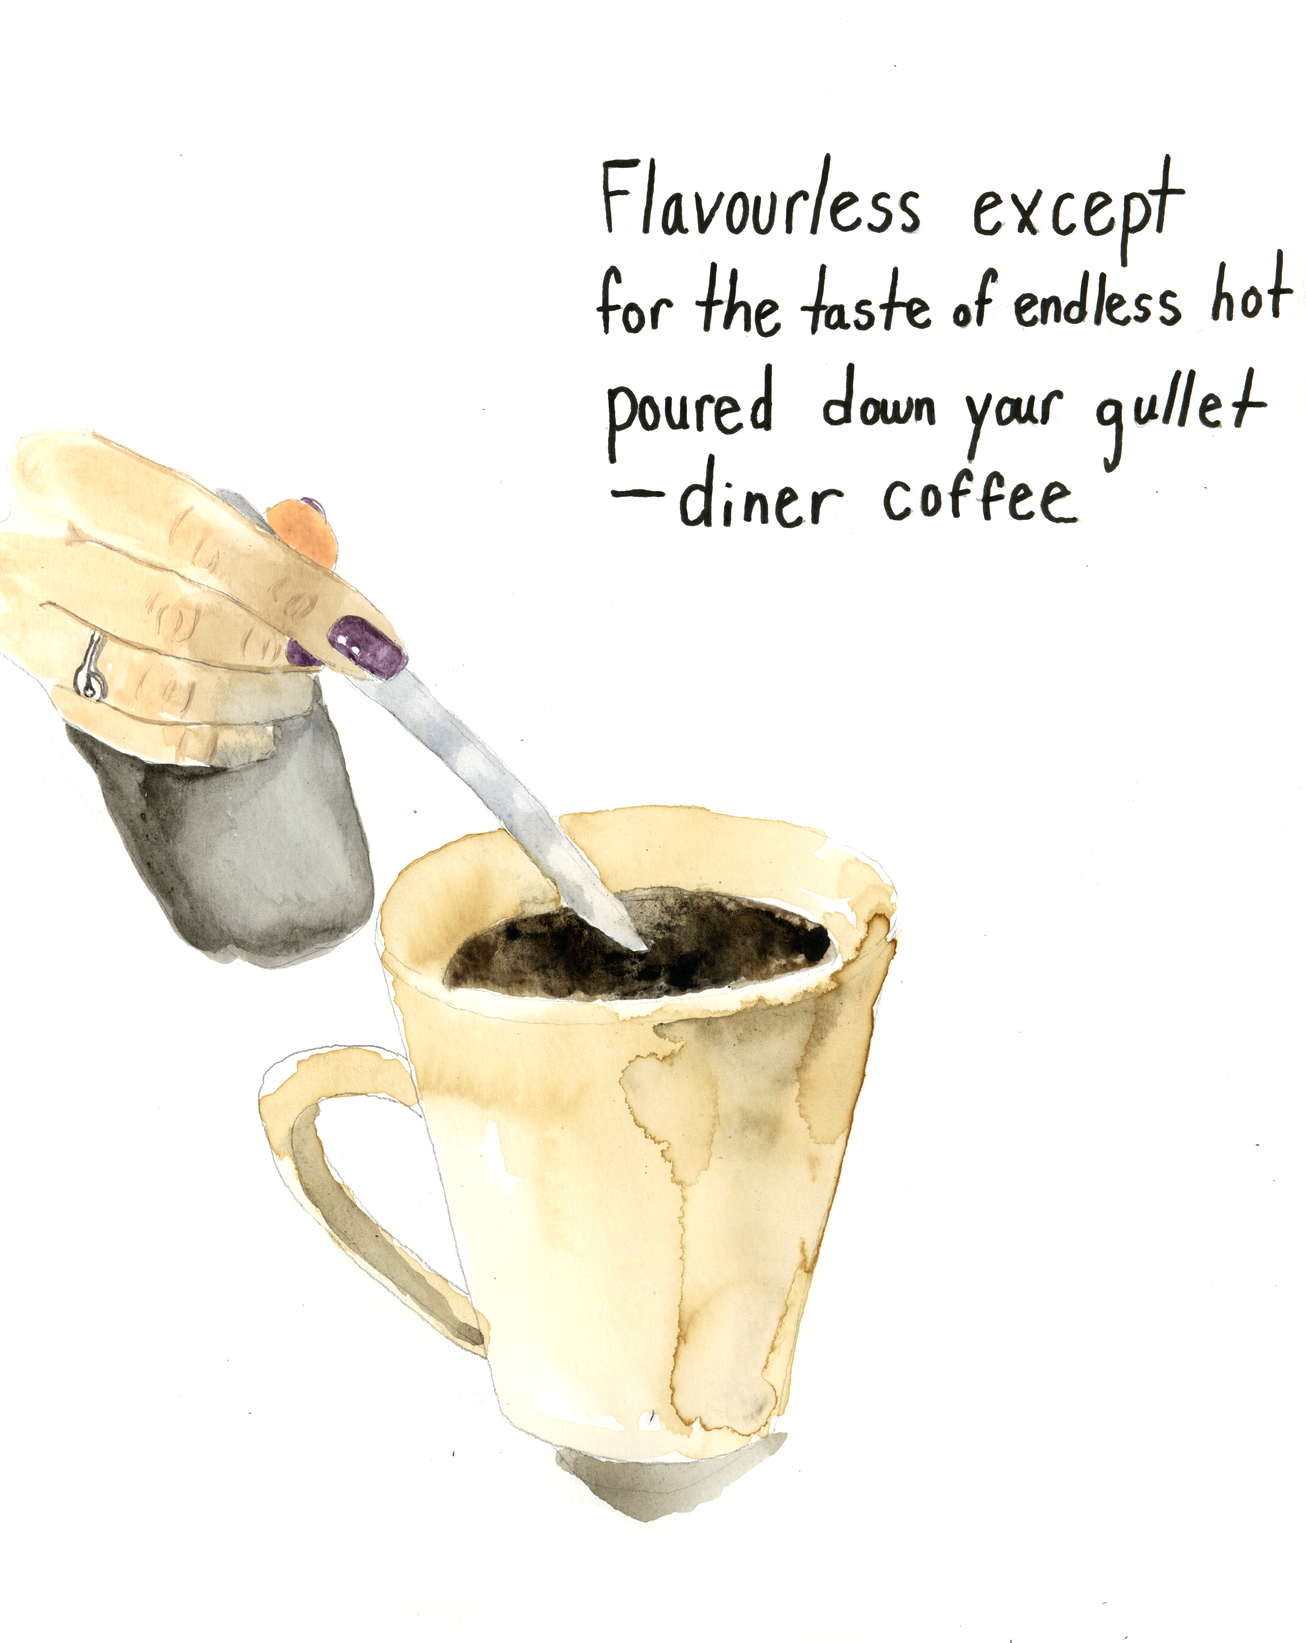 Flavourless except
for the taste of endless hot
poured down your gullet
—diner coffee